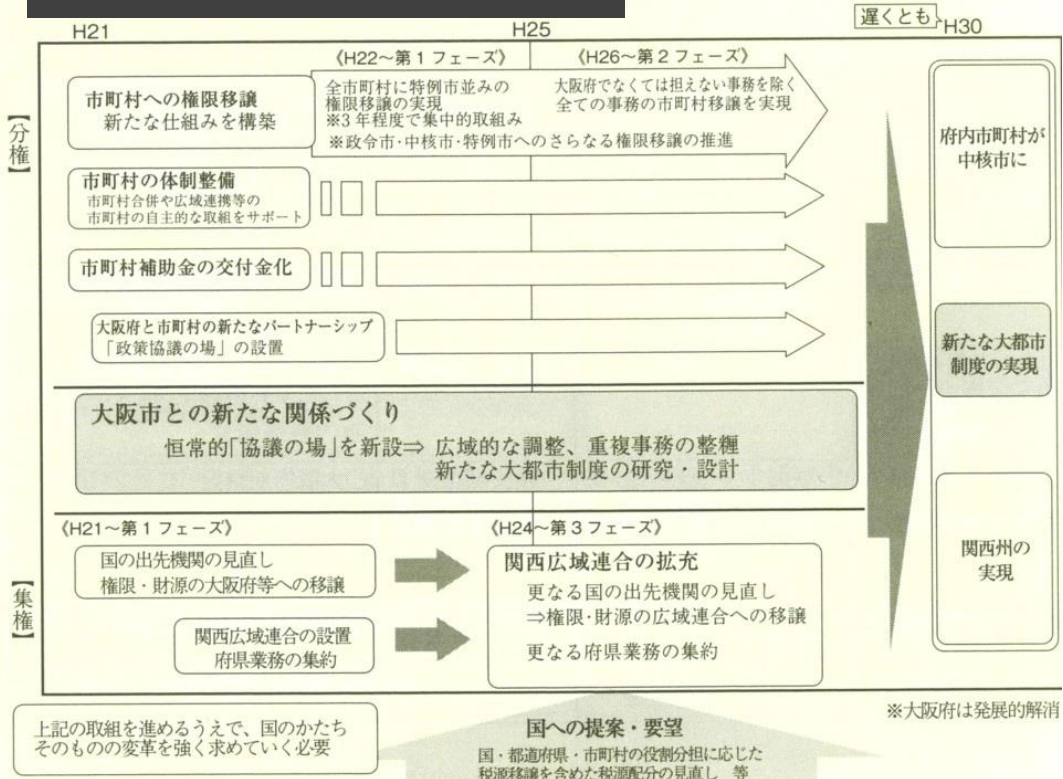 H21
H25
遅くとも
H30
【分権】
市町村への権限移譲
新たな仕組みを構築
《H22～第1フェーズ》
全市町村に特例市並みの
権限移譲の実現
※3年程度で集中的取組み
《H26～第2フェーズ》
大阪府でなくては担えない事務を除く
全ての事務の市町村移譲を実現
※政令市・中核市・特例市へのさらなる権限移譲の推進
市町村の体制整備
市町村合併や広域連携等の
市町村の自主的な取組をサポート
市町村補助金の交付金化
大阪府と市町村の新たなパートナーシップ
「政策協議の場」の設置
大阪市との新たな関係づくり
恒常的「協議の場」を新設⇒ 広域的な調整、重複事務の整理
新たな大都市制度の研究・設計
【集権】
《H21～第1フェーズ》
国の出先機関の見直し
権限・財源の大阪府等への移譲
関西広域連合の設置
府県業務の集約
《H24～第3フェーズ》
関西広域連合の拡充
更なる国の出先機関の見直し
⇒権限・財源の広域連合への移譲
更なる府県業務の集約
府内市町村が
中核市に
新たな大都市
制度の実現
関西州の
実現
※大阪府は発展的解消
上記の取組を進めるうえで、国のかたち
そのものの変革を強く求めていく必要
国への提案・要望
国・都道府県・市町村の役割分担に応じた
税源移譲を含めた税源配分の見直し 等